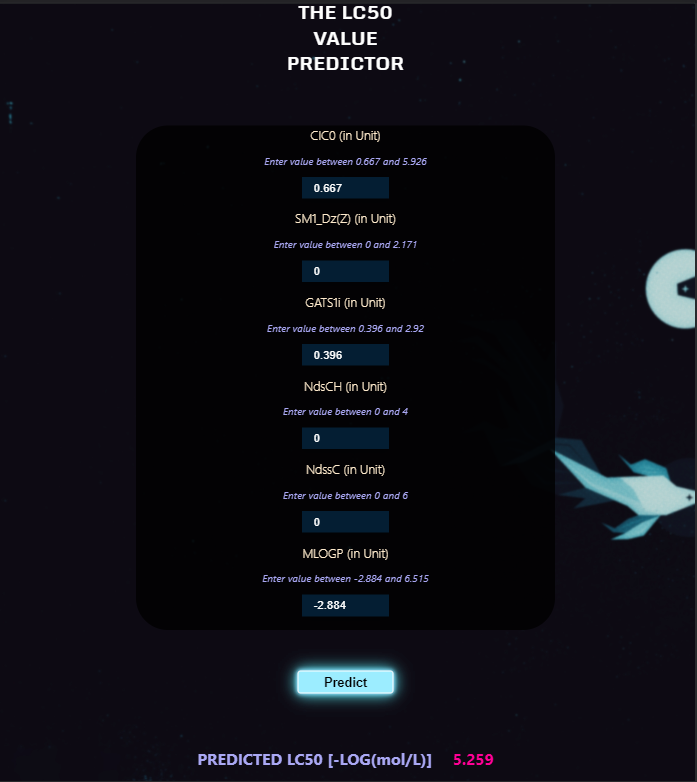 THE LC50
VALUE
PREDICTOR
CIC0 (in Unit)
Enter value between 0.667 and 5.926
0.667
SM1_Dz(Z) (in Unit)
Enter value between 0 and 2.171
0
GATS1i (in Unit)
Enter value between 0.396 and 2.92
0.396
NdsCH (in Unit)
Enter value between 0 and 4
0
NdssC (in Unit)
Enter value between 0 and 6
0
MLOGP (in Unit)
Enter value between -2.884 and 6.515
-2.884
Predict
PREDICTED LC50 [-LOG(mol/L)] 5.259